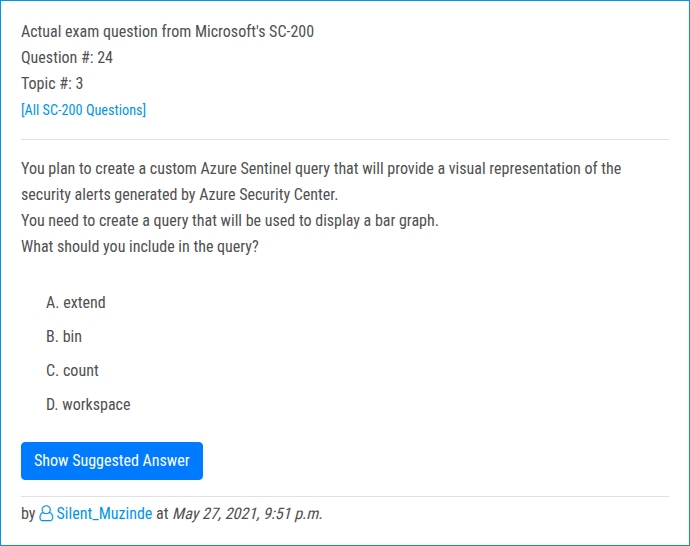 Actual exam question from Microsoft's SC-200
Question #: 24
Topic #: 3
[All SC-200 Questions]
You plan to create a custom Azure Sentinel query that will provide a visual representation of the
security alerts generated by Azure Security Center.
You need to create a query that will be used to display a bar graph.
What should you include in the query?
A. extend
B. bin
C. count
D. workspace
Show Suggested Answer
by Silent_Muzinde at May 27, 2021, 9:51 p.m.